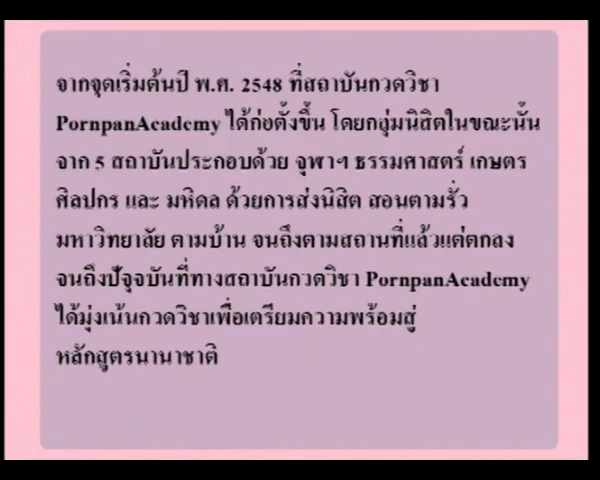 จากจุดเริ่มต้นปี พ.ศ. 2548 ที่สถาบันกวดวิชา
PornpanAcademy ได้ก่อตั้งขึ้น โดยกลุ่มนิสิตในขณะนั้น
จาก 5 สถาบันประกอบด้วย จุฬาฯ ธรรมศาสตร์ เกษตร
ศิลปกร และ มหิดล ด้วยการส่งนิสิต สอนตามรั่ว
มหาวิทยาลัย ตามบ้าน จนถึงตามสถานที่แล้วแต่ตกลง
จนถึงปัจจุบันที่ทางสถาบันกวดวิชา PornpanAcademy
ได้มุ่งเน้นกวดวิชาเพื่อเตรียมความพร้อมสู่
หลักสูตรนานาชาติ